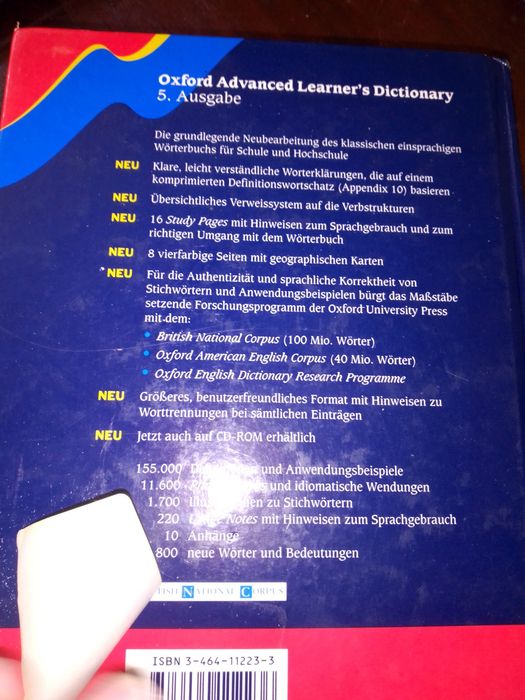 Oxford Advanced Learner's Dictionary
5. Ausgabe
Die grundlegende Neubearbeitung des klassischen einsprachigen
Wörterbuchs für Schule und Hochschule
NEU Klare, leicht verständliche Worterklärungen, die auf einem
komprimierten Definitionswortschatz (Appendix 10) basieren
NEU Übersichtliches Verweissystem auf die Verbstrukturen
NEU 16 Study Pages mit Hinweisen zum Sprachgebrauch und zum
richtigen Umgang mit dem Wörterbuch
NEU 8 vierfarbige Seiten mit geographischen Karten
NEU Für die Authentizität und sprachliche Korrektheit von
Stichwörtern und Anwendungsbeispielen bürgt das Maßstäbe
setzende Forschungsprogramm der Oxford University Press
mit dem:
• British National Corpus (100 Mio. Wörter)
• Oxford American English Corpus (40 Mio. Wörter)
• Oxford English Dictionary Research Programme
NEU Größeres, benutzerfreundliches Format mit Hinweisen zu
Worttrennungen bei sämtlichen Einträgen
NEU Jetzt auch auf CD-ROM erhältlich
155.000 und Anwendungsbeispiele
11.600 und idiomatische Wendungen
1.700 zu Stichwörtern
220 Notes mit Hinweisen zum Sprachgebrauch
10 Anhänge
800 neue Wörter und Bedeutungen
NATIONAL CORPUS
ISBN 3-464-11223-3